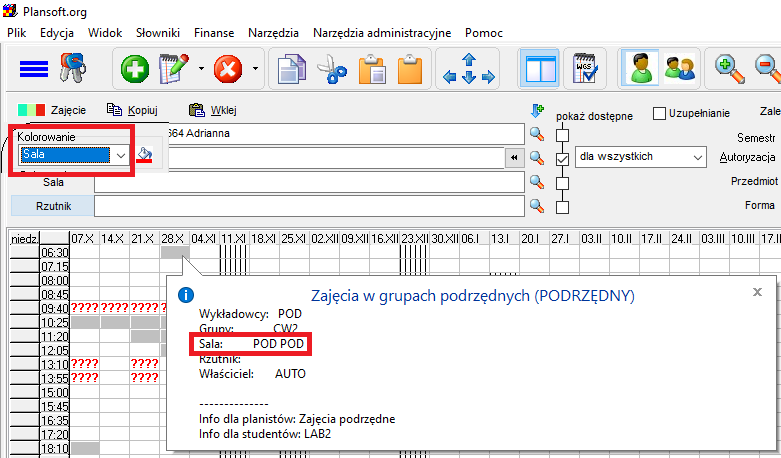 Plansoft.org
Plik Edycja Widok Słowniki Finanse Narzędzia Narzędzia administracyjne Pomoc
WGS
Zajęcie Kopiuj Wklej
pokaż dostępne Uzupełnianie Zale
Kolorowanie
Sala
664 Adrianna
Semestr
dla wszystkich Autoryzacja
Sala Przedmiot
Rzutnik Forma
niedz. 07.X 14.X 21.X 28.X 04.XI 11.XI 18.XI 25.XI 02.XII 09.XII 16.XII 23.XII 30.XII 06.I 13.I 20.I 27.I 03.II 10.II 17.II 24.II 03.III 10.III 17.II
06:30
07:15
08:00
08:45
09:40 ???? ???? ???? ????
10:25
11:20
12:05
13:10 ???? ????
13:55 ???? ????
15:00
15:45
16:35
17:20
18:10
Zajęcia w grupach podrzędnych (PODRZĘDNY) x
Wykładowcy: POD
Grupy: CW2
Sala: POD POD
Rzutnik:
Właściciel: AUTO
--------------
Info dla planistów: Zajęcia podrzędne
Info dla studentów: LAB2